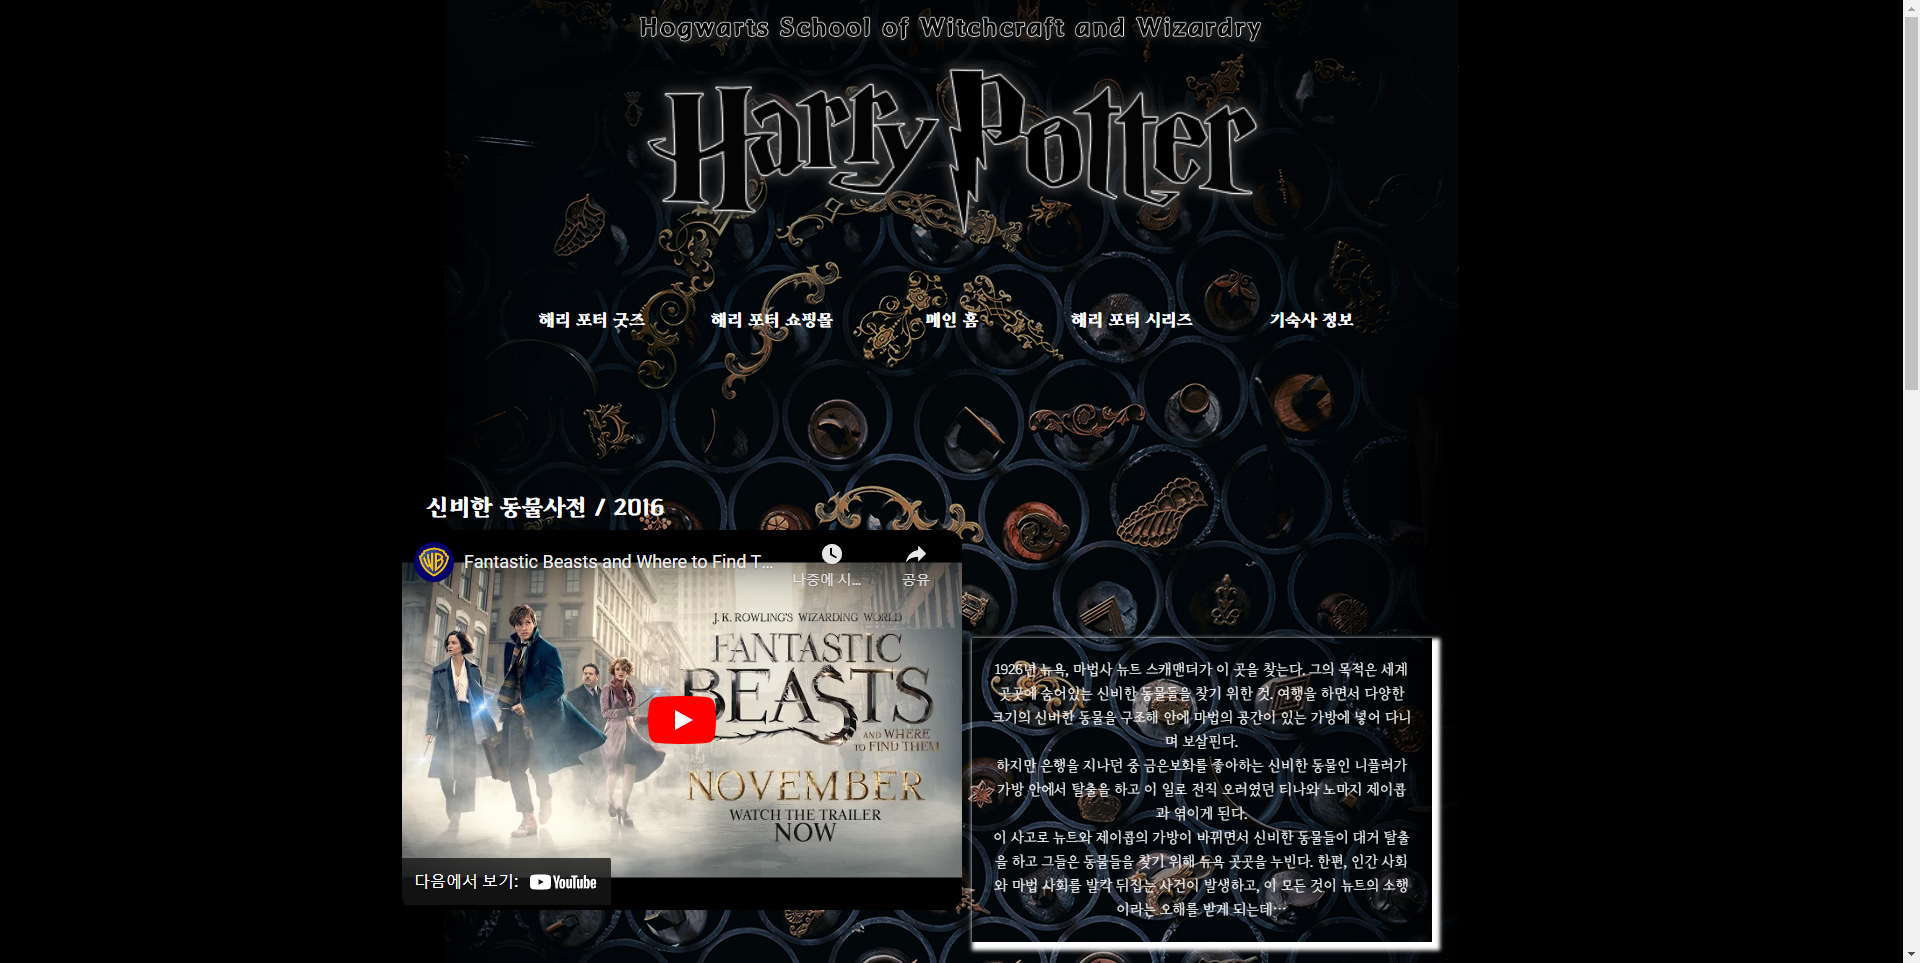 Hogwarts School of Witchcraft and Wizardry
Harry Potter
해리 포터 굿즈
해리 포터 쇼핑몰
메인 홈
해리 포터 시리즈
기숙사 정보
신비한 동물사전 / 2016
WB
Fantastic Beasts and Where to Find T...
나중에 시...
공유
J.K. ROWLING'S WIZARDING WORLD
FANTASTIC
BEASTS
AND WHERE
TO FIND THEM
NOVEMBER
WATCH THE TRAILER
NOW
다음에서 보기: YouTube
1926년 뉴욕, 마법사 뉴트 스캐맨더가 이 곳을 찾는다. 그의 목적은 세계
곳곳에 숨어있는 신비한 동물들을 찾기 위한 것. 여행을 하면서 다양한
크기의 신비한 동물을 구조해 안에 마법의 공간이 있는 가방에 넣어 다니
며 보살핀다.
하지만 은행을 지나던 중 금은보화를 좋아하는 신비한 동물인 니플러가
가방 안에서 탈출을 하고 이 일로 전직 오러였던 티나와 노마지 제이콥
과 엮이게 된다.
이 사고로 뉴트와 제이콥의 가방이 바뀌면서 신비한 동물들이 대거 탈출
을 하고 그들은 동물들을 찾기 위해 뉴욕 곳곳을 누빈다. 한편, 인간 사회
와 마법 사회를 발칵 뒤집는 사건이 발생하고, 이 모든 것이 뉴트의 소행
이라는 오해를 받게 되는데…